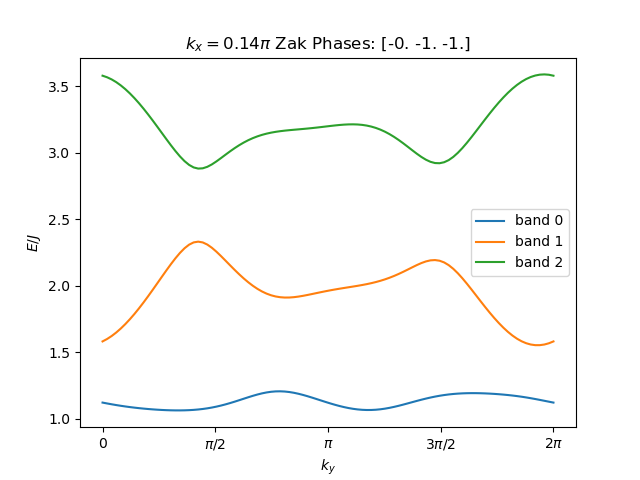 k_x = 0.14π Zak Phases: [-0. -1. -1.]
3.5
3.0
2.5
2.0
1.5
1.0
E/J
band 0
band 1
band 2
0 π/2 π 3π/2 2π
k_y